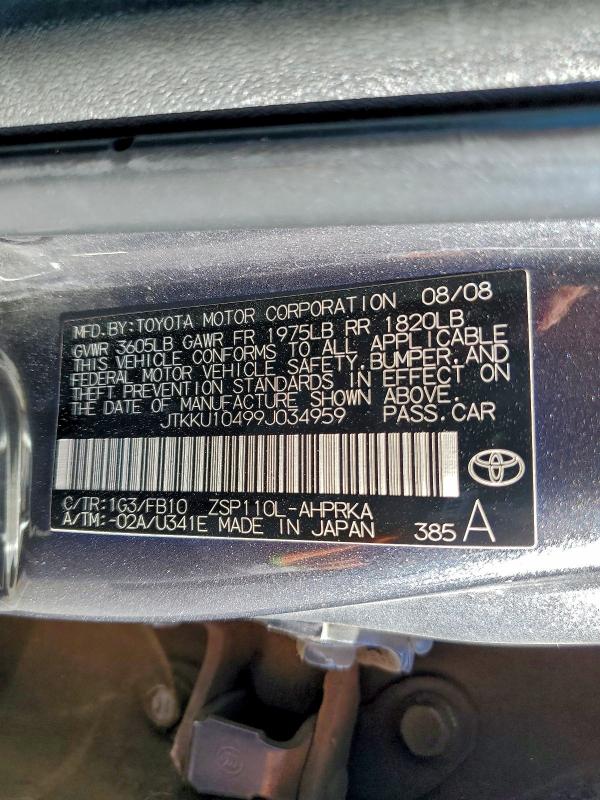 MFD.BY:TOYOTA MOTOR CORPORATION 08/08
GVWR 3605LB GAWR FR 1975LB RR 1820LB
THIS VEHICLE CONFORMS TO ALL APPLICABLE
FEDERAL MOTOR VEHICLE SAFETY,BUMPER,AND
THEFT PREVENTION STANDARDS IN EFFECT ON
THE DATE OF MANUFACTURE SHOWN ABOVE.
JTKKU10499J034959 PASS.CAR
C/TR:1G3/FB10 ZSP110L-AHPRKA
A/TM:-02A/U341E MADE IN JAPAN 385 A